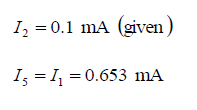 I₂ = 0.1 mA (given)
I₅ = I₁ = 0.653 mA